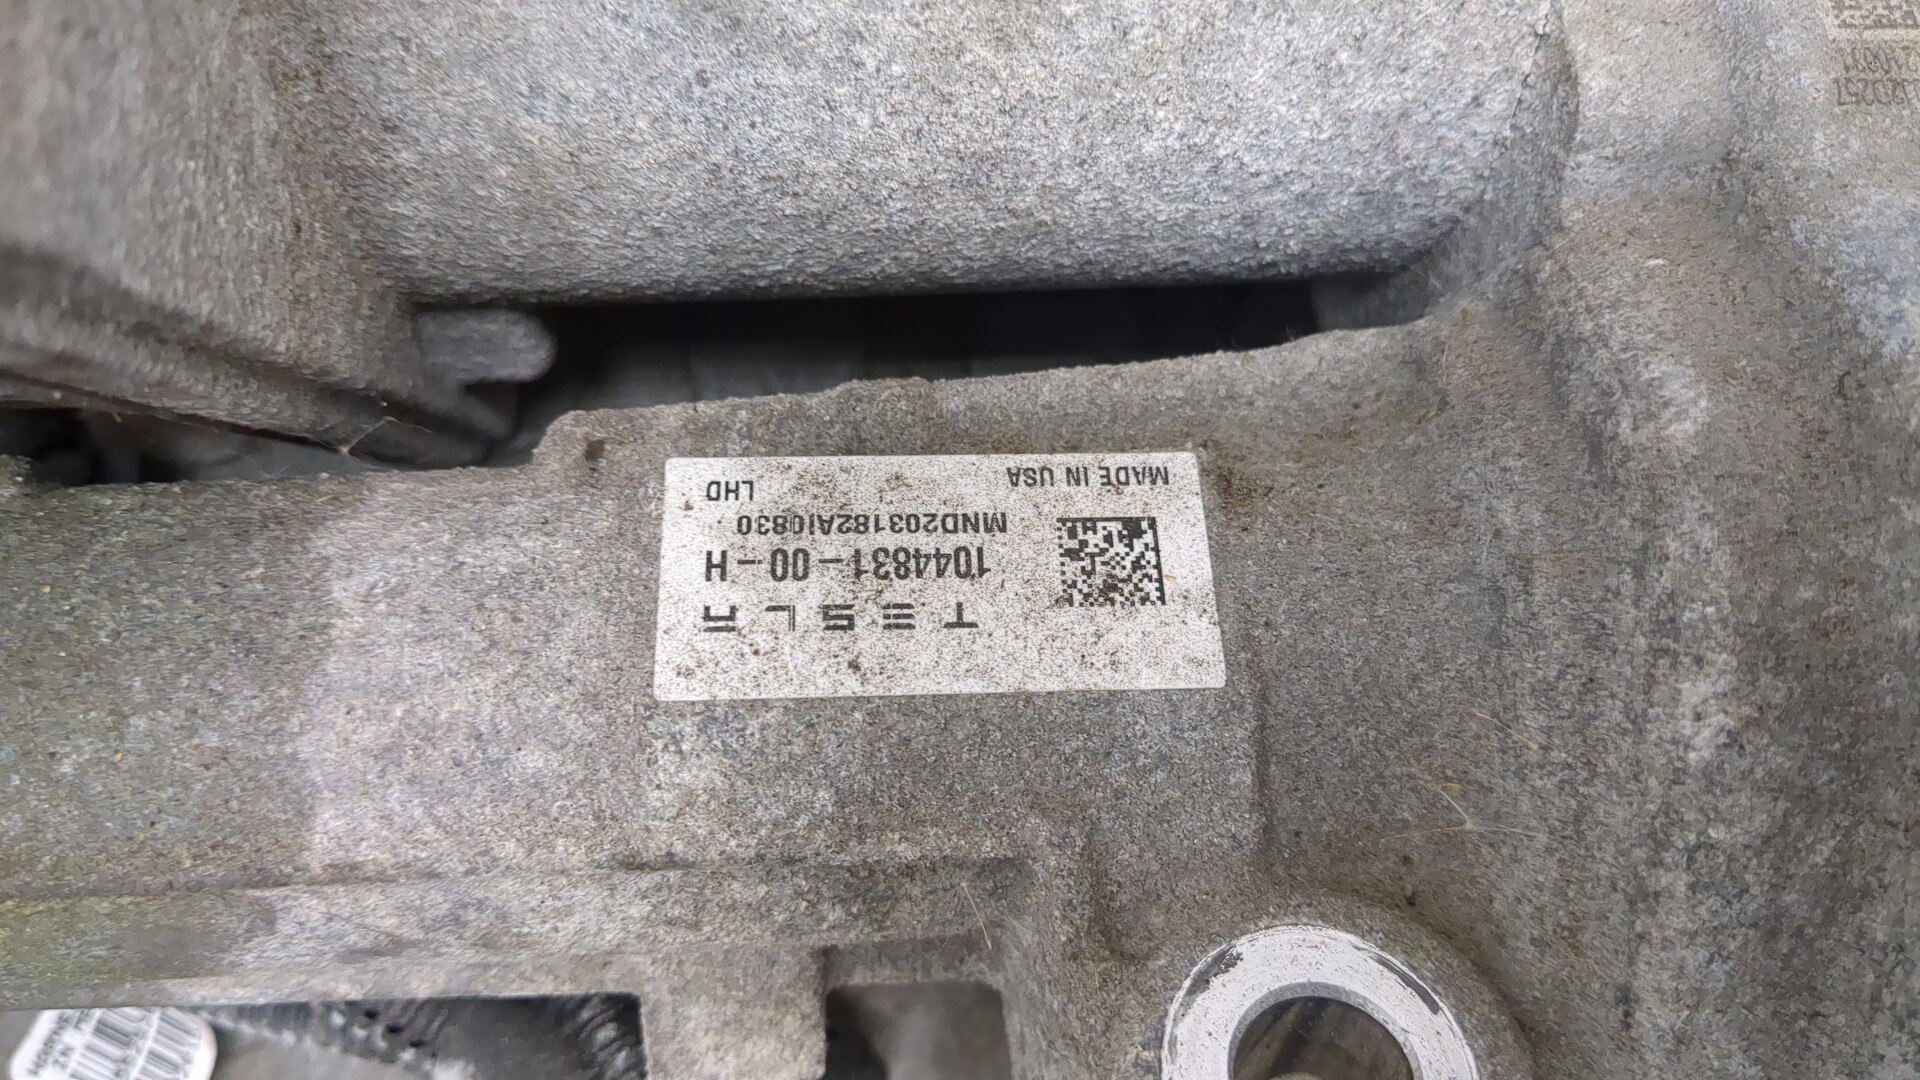 TESLA
1044831-00-H
MND203182AI0830
MADE IN USA LHD